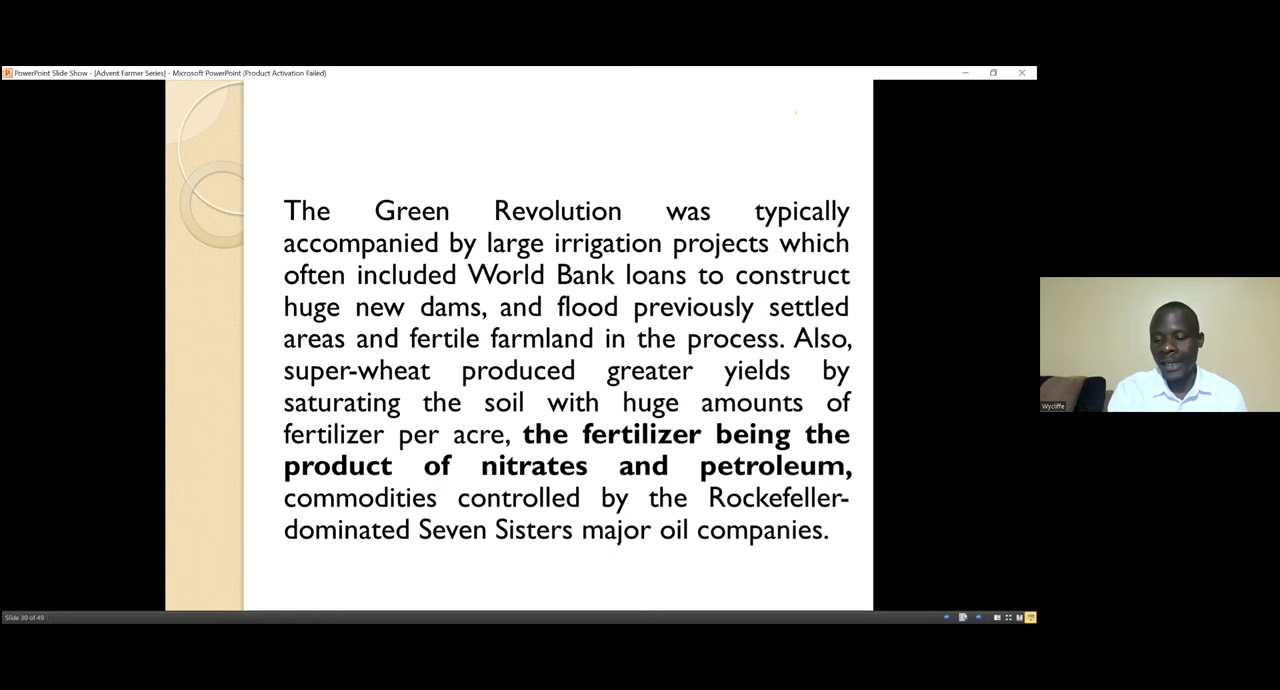 PowerPoint Slide Show - [Advent Farmer Series] - Microsoft PowerPoint (Product Activation Failed)
The Green Revolution was typically
accompanied by large irrigation projects which
often included World Bank loans to construct
huge new dams, and flood previously settled
areas and fertile farmland in the process. Also,
super-wheat produced greater yields by
saturating the soil with huge amounts of
fertilizer per acre, the fertilizer being the
product of nitrates and petroleum,
commodities controlled by the Rockefeller-
dominated Seven Sisters major oil companies.
Wycliffe
Slide 30 of 49